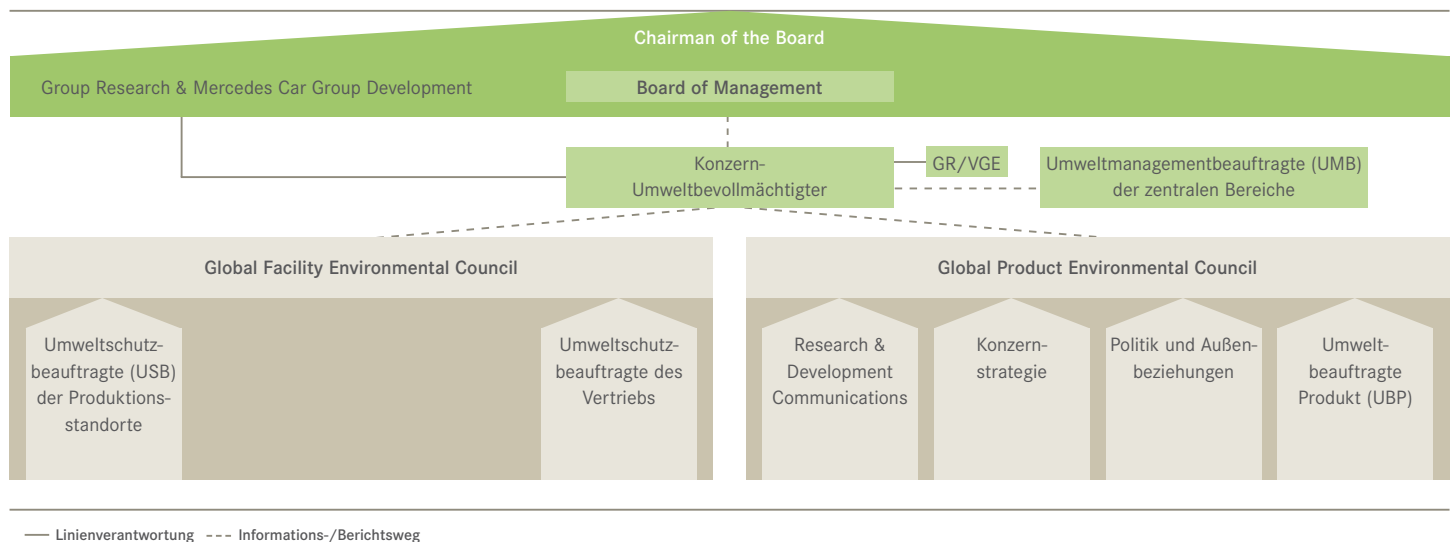 Chairman of the Board
Group Research & Mercedes Car Group Development
Board of Management
Konzern-
Umweltbevollmächtigter
GR/VGE
Umweltmanagementbeauftragte (UMB)
der zentralen Bereiche
Global Facility Environmental Council
Global Product Environmental Council
Umweltschutz-
beauftragte (USB)
der Produktions-
standorte
Umweltschutz-
beauftragte des
Vertriebs
Research &
Development
Communications
Konzern-
strategie
Politik und Außen-
beziehungen
Umwelt-
beauftragte
Produkt (UBP)
Linienverantwortung
Informations-/Berichtsweg